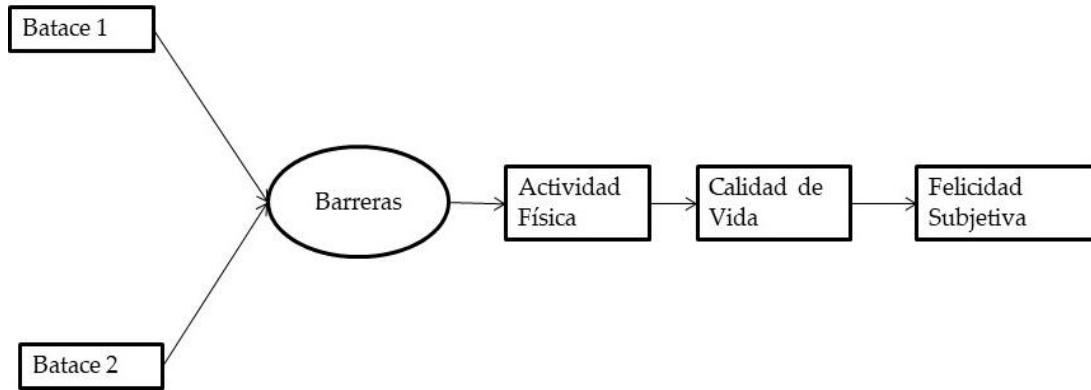 Batace 1
Barreras
Actividad
Física
Calidad de
Vida
Felicidad
Subjetiva
Batace 2